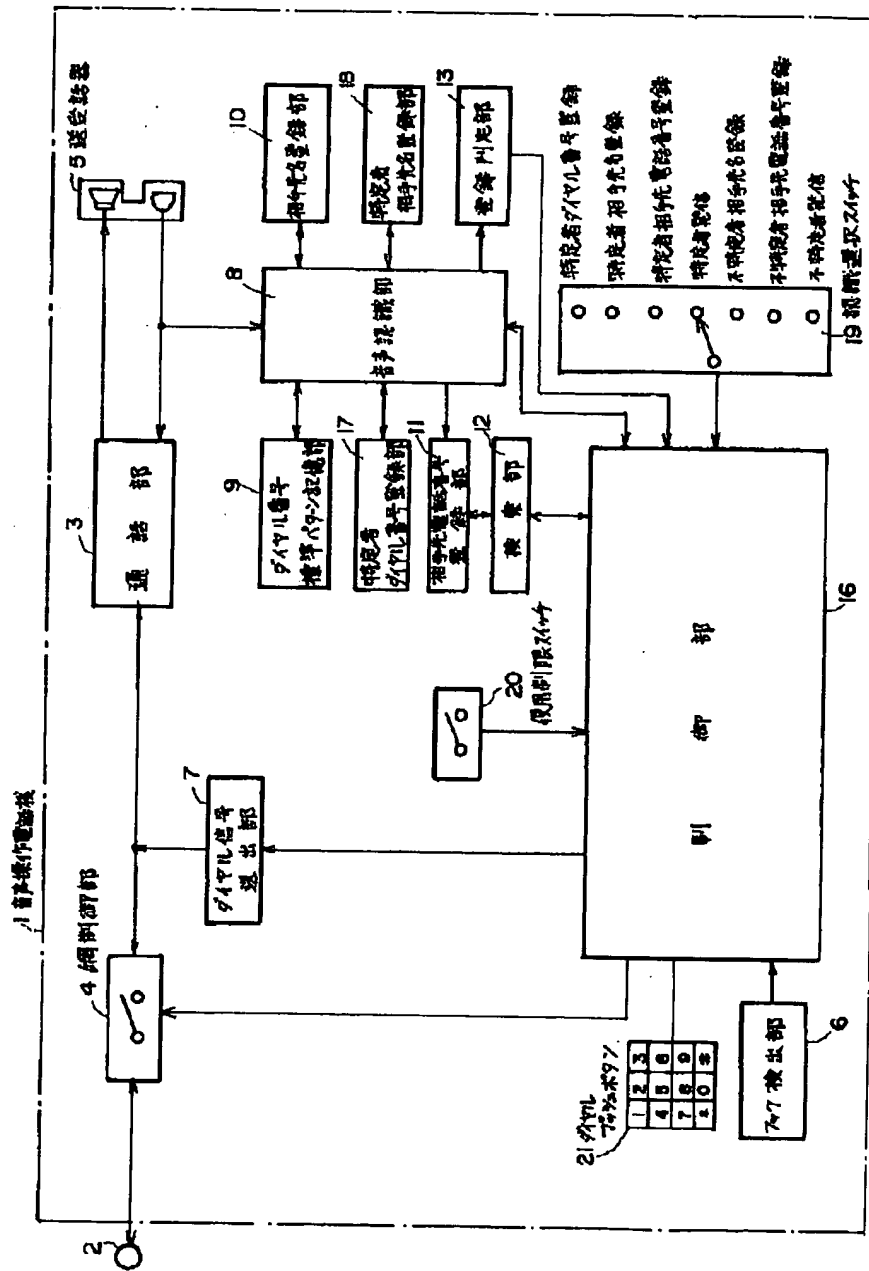 1 音声操作電話機
2
4 網制御部
3
通話部
5 送受話器
7
ダイヤル信号
送出部
8
音声認識部
9
ダイヤル番号
標準パターン記憶部
17
特定者
ダイヤル番号登録部
11
相手先電話番号
登録部
12
検索部
10
相手先名登録部
18
特定者
相手先名登録部
13
登録判定部
20
使用制限スイッチ
特定者ダイヤル番号登録
特定者相手先名登録
特定者相手先電話番号登録
特定者発信
不特定者相手先名登録
不特定者相手先電話番号登録
不特定者発信
19 認識選択スイッチ
制御部
16
21 ダイヤル
プッシュボタン
1 2 3
4 5 6
7 8 9
* 0 #
フック検出部
6